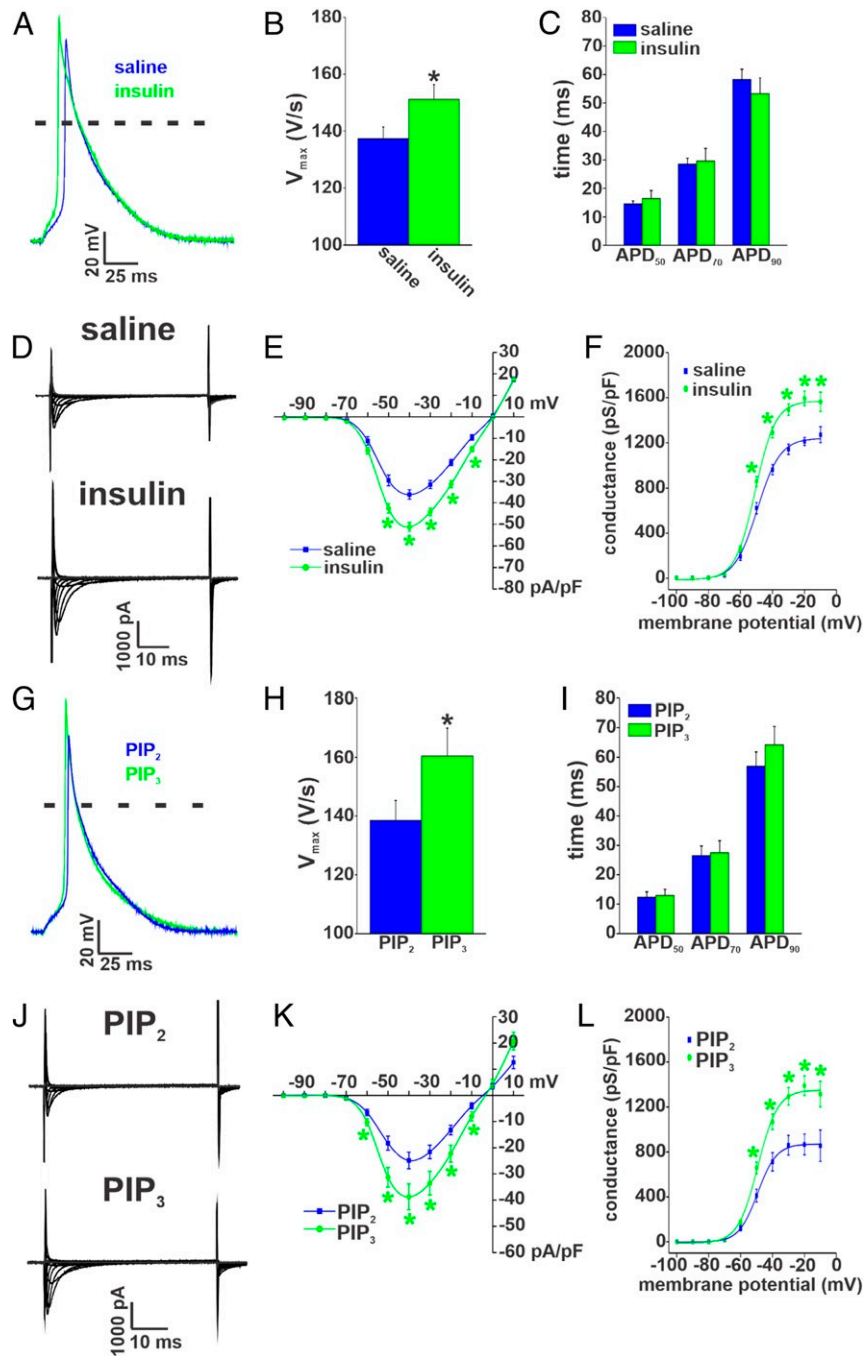 A
saline
insulin
20 mV
25 ms
B
180
160
140
120
100
Vmax (V/s)
*
saline
insulin
C
saline
insulin
80
70
60
50
40
30
20
10
0
time (ms)
APD50 APD70 APD90
D
saline
insulin
1000 pA
10 ms
E
30
20
10
-90 -70 -50 -30 -10 10 mV
-10
-20
-30
-40
-50
-60
-70
-80 pA/pF
* * * * *
saline
insulin
F
2000
1600
1200
800
400
0
conductance (pS/pF)
saline
insulin
* * * * *
-100 -80 -60 -40 -20 0
membrane potential (mV)
G
PIP2
PIP3
20 mV
25 ms
H
180
160
140
120
100
Vmax (V/s)
*
PIP2 PIP3
I
PIP2
PIP3
80
70
60
50
40
30
20
10
0
time (ms)
APD50 APD70 APD90
J
PIP2
PIP3
1000 pA
10 ms
K
30
20
10
-90 -70 -50 -30 -10 10 mV
-10
-20
-30
-40
-50
-60 pA/pF
* * * * * *
PIP2
PIP3
L
2000
1600
1200
800
400
0
conductance (pS/pF)
PIP2
PIP3
* * * * *
-100 -80 -60 -40 -20 0
membrane potential (mV)